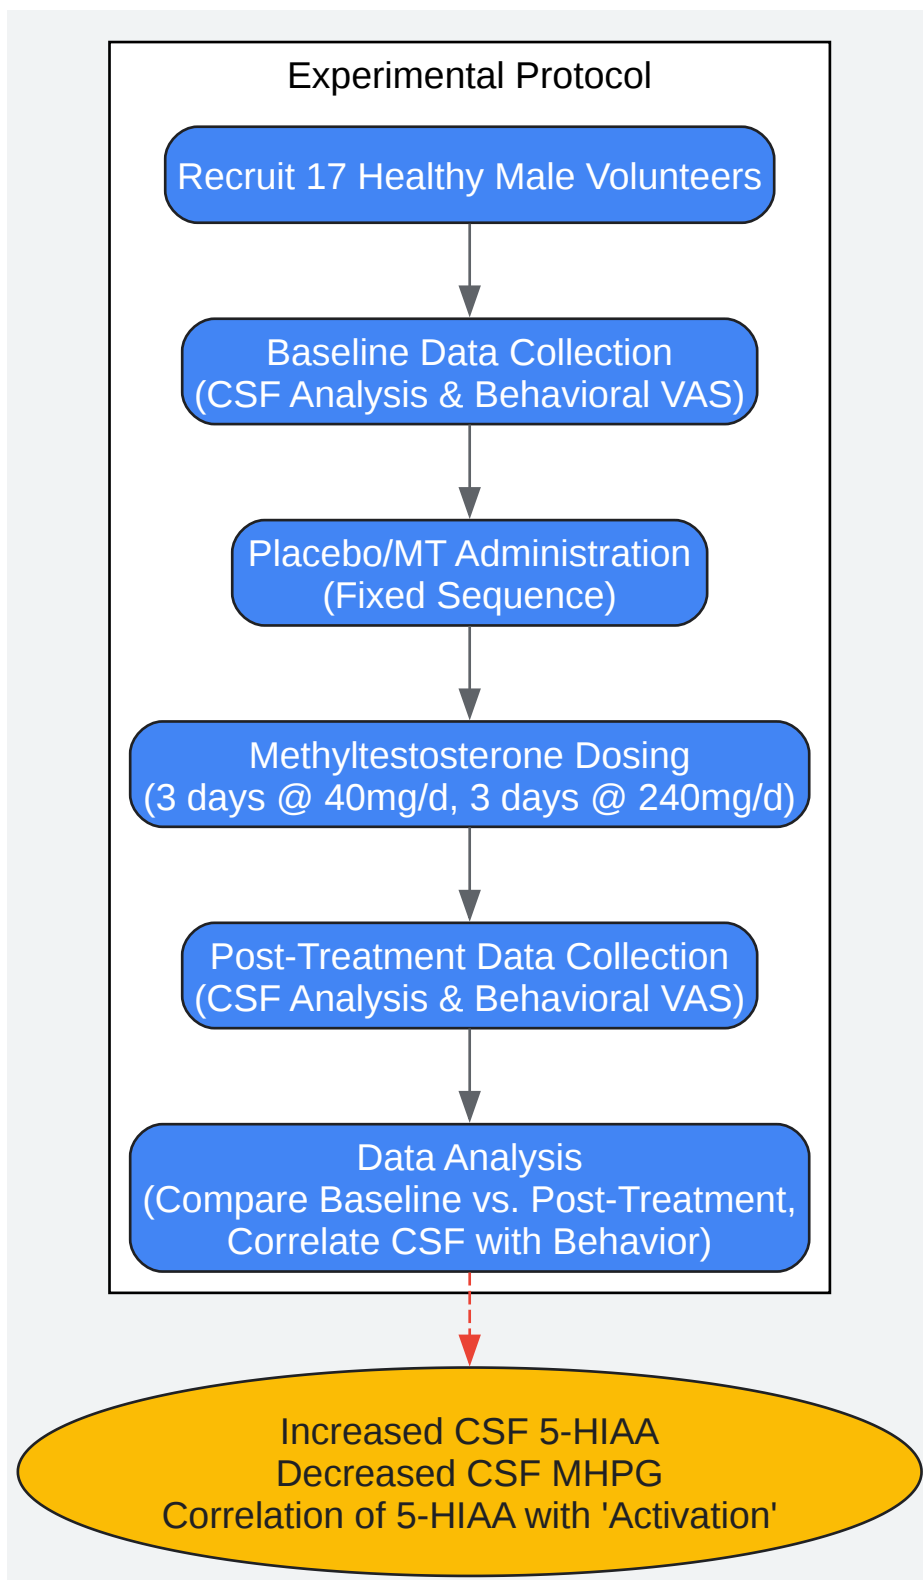 Experimental Protocol
Recruit 17 Healthy Male Volunteers
Baseline Data Collection
(CSF Analysis & Behavioral VAS)
Placebo/MT Administration
(Fixed Sequence)
Methyltestosterone Dosing
(3 days @ 40mg/d, 3 days @ 240mg/d)
Post-Treatment Data Collection
(CSF Analysis & Behavioral VAS)
Data Analysis
(Compare Baseline vs. Post-Treatment,
Correlate CSF with Behavior)
Increased CSF 5-HIAA
Decreased CSF MHPG
Correlation of 5-HIAA with 'Activation'